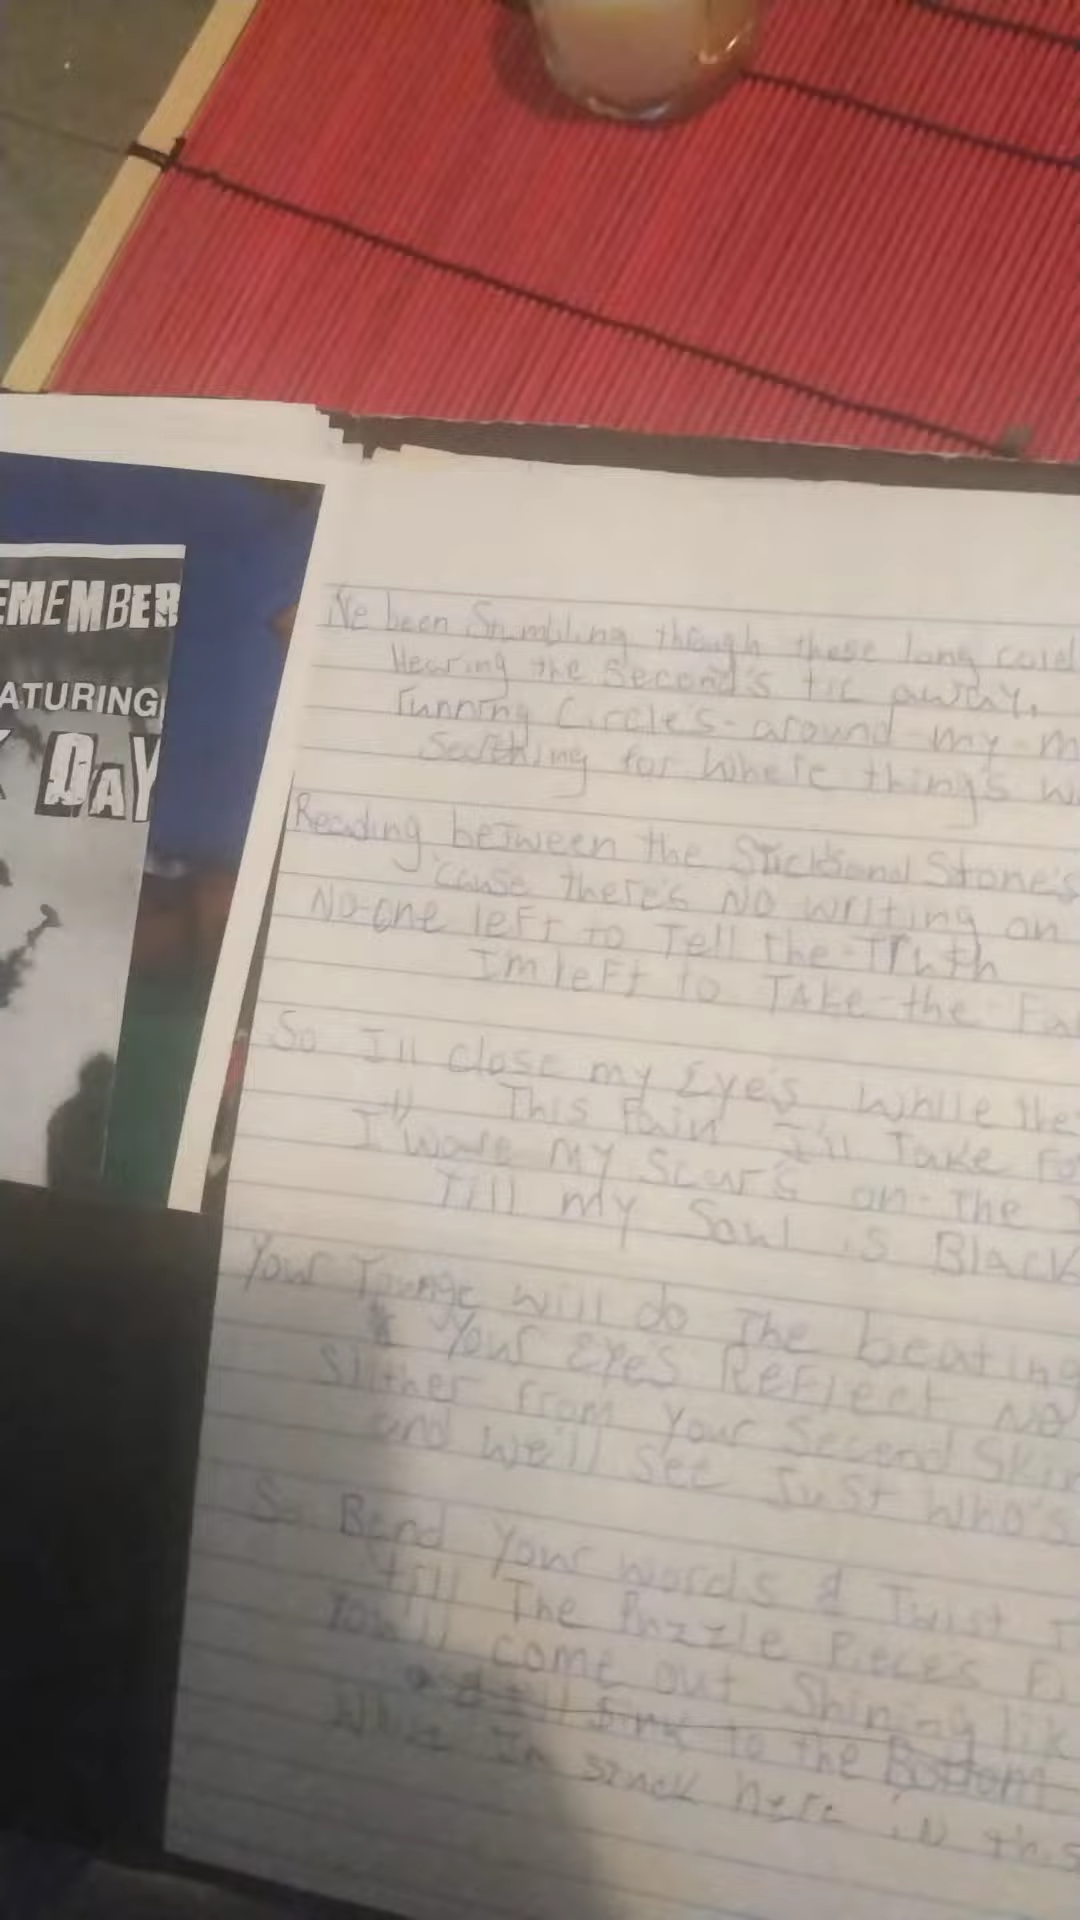 EMEMBER
ATURING
DAY
I've been Stumbling though these long cold
Hearing the Second's tic away.
running Circle's around my m
Searching for where thing's w
Reading between the Sticks and Stone's
'cause there's No writing on
No-one left to Tell the Truth
I'm left to TAke the Fa
So I'll close my Eye's while the
This Pain I'll Take Fo
I wore my Scar's on The
Till my Soul is Black
Your Tounge will do The beating
Your Eye's Reflect No
Slither from Your Second Skin
and we'll see Just Who's
So Bend Your words & Twist
till The Puzzle Pieces Fi
You'll come out Shining lik
sink to the Bottom
While I'm stuck here in this